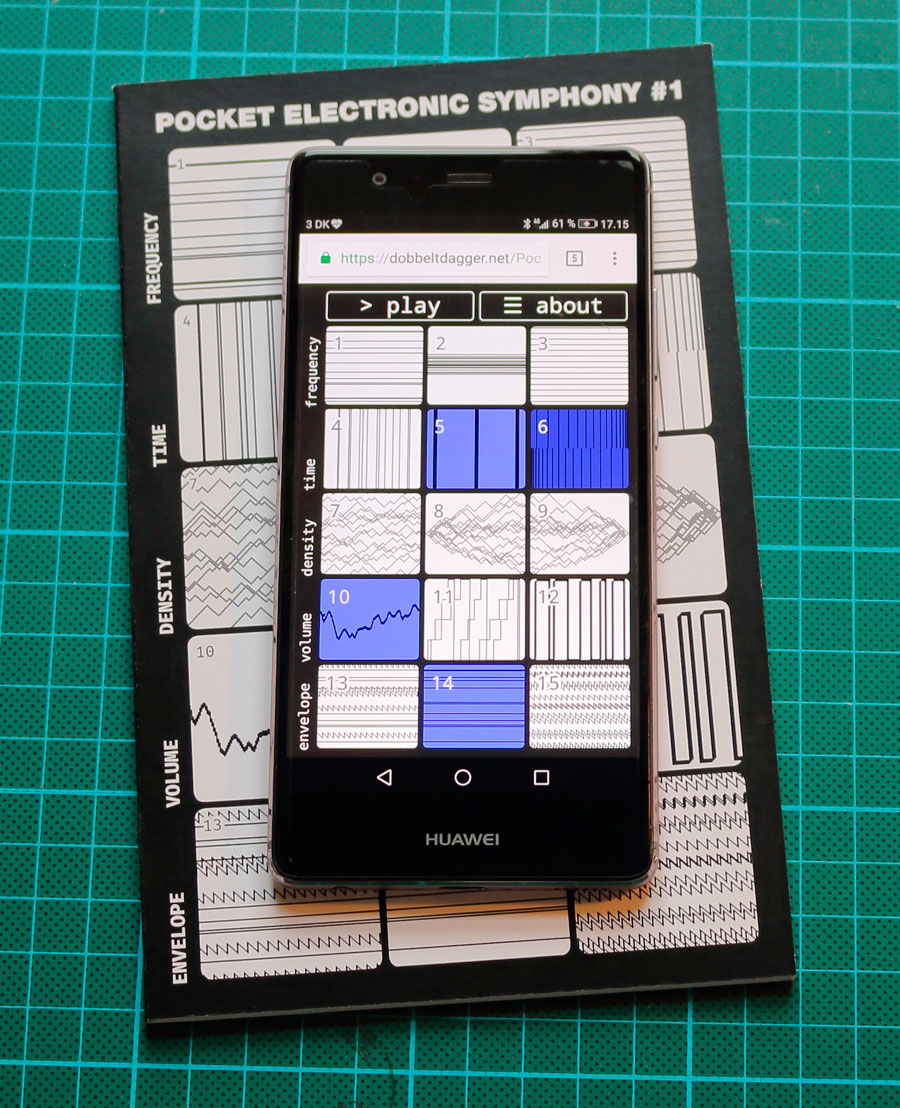 POCKET ELECTRONIC SYMPHONY #1
1
3
FREQUENCY
4
TIME
7
DENSITY
10
VOLUME
13
ENVELOPE
3 DK 4G 61 % 17.15
https://dobbeltdagger.net/Poc 5
> play ☰ about
frequency 1 2 3
time 4 5 6
density 7 8 9
volume 10 11 12
envelope 13 14 15
HUAWEI